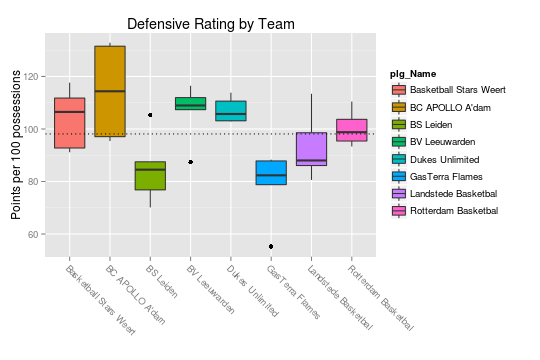 Defensive Rating by Team
Points per 100 possessions
120
100
80
60
Basketball Stars Weert
BC APOLLO A'dam
BS Leiden
BV Leeuwarden
Dukes Unlimited
GasTerra Flames
Landstede Basketbal
Rotterdam Basketbal
plg_Name
Basketball Stars Weert
BC APOLLO A'dam
BS Leiden
BV Leeuwarden
Dukes Unlimited
GasTerra Flames
Landstede Basketbal
Rotterdam Basketbal